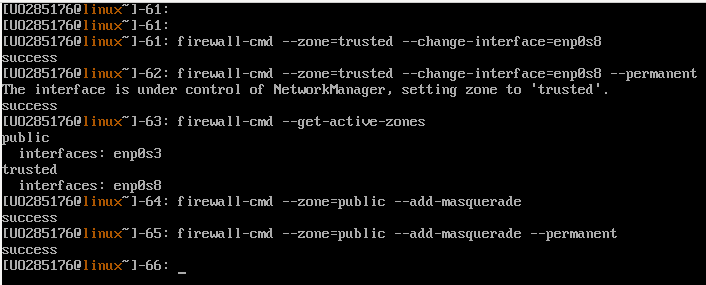 [UO285176@linux~]-61:
[UO285176@linux~]-61:
[UO285176@linux~]-61: firewall-cmd --zone=trusted --change-interface=enp0s8
success
[UO285176@linux~]-62: firewall-cmd --zone=trusted --change-interface=enp0s8 --permanent
The interface is under control of NetworkManager, setting zone to 'trusted'.
success
[UO285176@linux~]-63: firewall-cmd --get-active-zones
public
  interfaces: enp0s3
trusted
  interfaces: enp0s8
[UO285176@linux~]-64: firewall-cmd --zone=public --add-masquerade
success
[UO285176@linux~]-65: firewall-cmd --zone=public --add-masquerade --permanent
success
[UO285176@linux~]-66: _